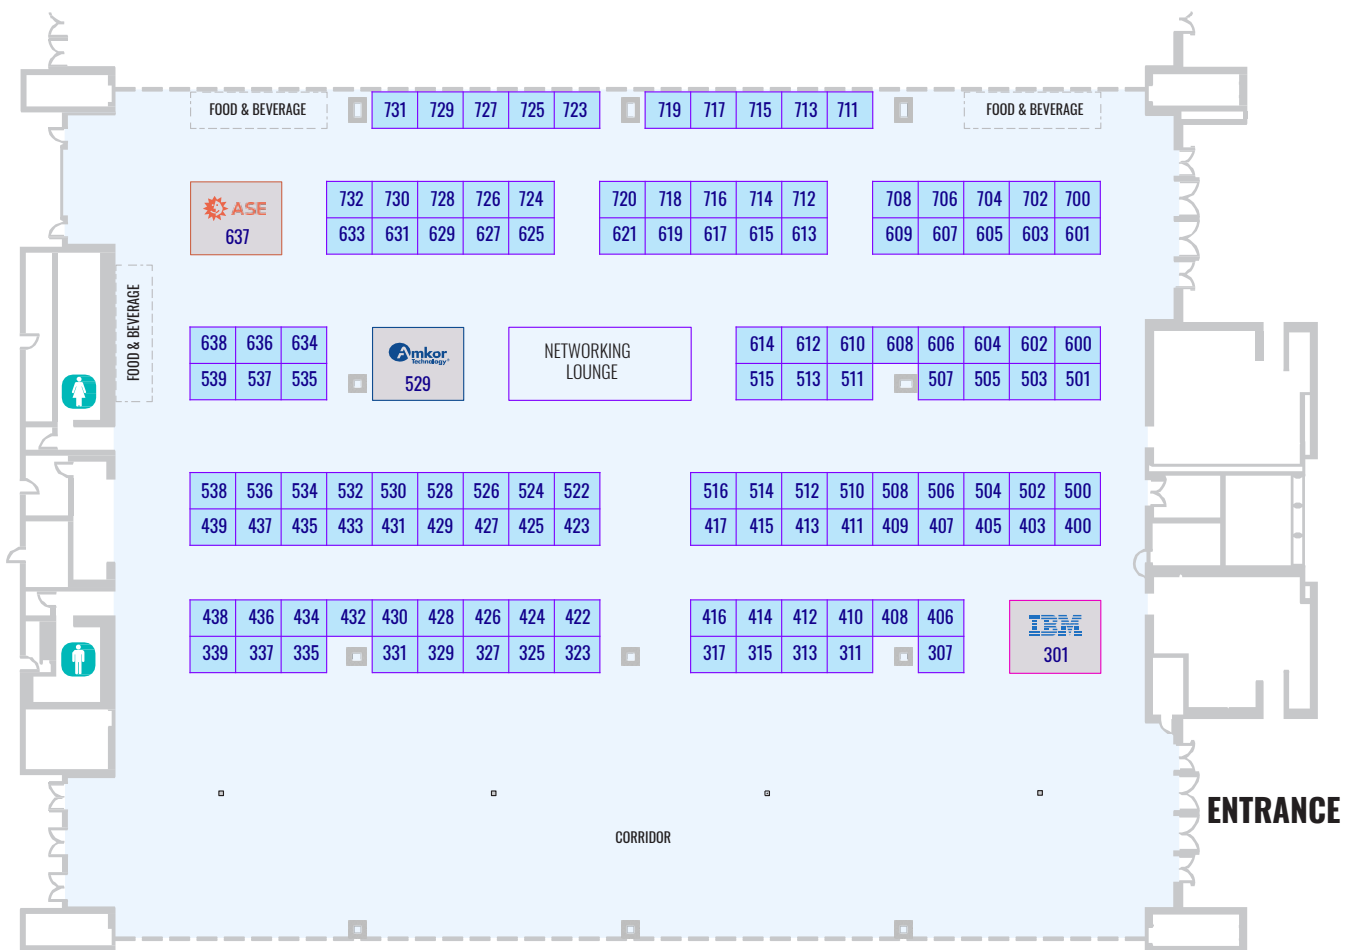 FOOD & BEVERAGE 731 729 727 725 723 719 717 715 713 711 FOOD & BEVERAGE
ASE
637
732 730 728 726 724 720 718 716 714 712 708 706 704 702 700
633 631 629 627 625 621 619 617 615 613 609 607 605 603 601
FOOD & BEVERAGE
638 636 634
539 537 535
Amkor
Technology®
529
NETWORKING
LOUNGE
614 612 610 608 606 604 602 600
515 513 511 507 505 503 501
538 536 534 532 530 528 526 524 522 516 514 512 510 508 506 504 502 500
439 437 435 433 431 429 427 425 423 417 415 413 411 409 407 405 403 400
438 436 434 432 430 428 426 424 422 416 414 412 410 408 406
339 337 335 331 329 327 325 323 317 315 313 311 307
IBM
301
ENTRANCE
CORRIDOR